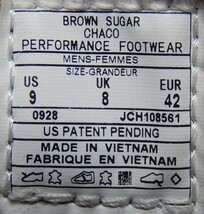 BROWN SUGAR
CHACO
PERFORMANCE FOOTWEAR
MENS-FEMMES
SIZE-GRANDEUR
US UK EUR
9 8 42
0928 JCH108561
US PATENT PENDING
MADE IN VIETNAM
FABRIQUE EN VIETNAM